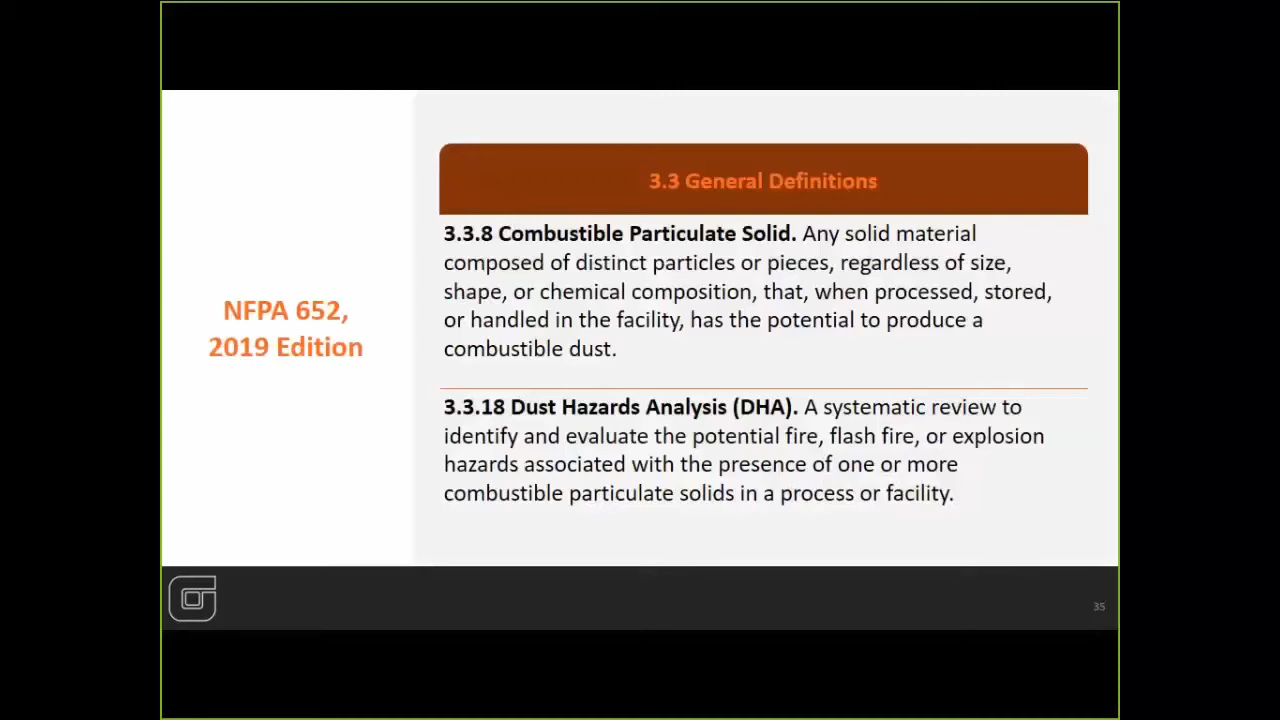 NFPA 652,
2019 Edition
3.3 General Definitions
3.3.8 Combustible Particulate Solid. Any solid material
composed of distinct particles or pieces, regardless of size,
shape, or chemical composition, that, when processed, stored,
or handled in the facility, has the potential to produce a
combustible dust.
3.3.18 Dust Hazards Analysis (DHA). A systematic review to
identify and evaluate the potential fire, flash fire, or explosion
hazards associated with the presence of one or more
combustible particulate solids in a process or facility.
35